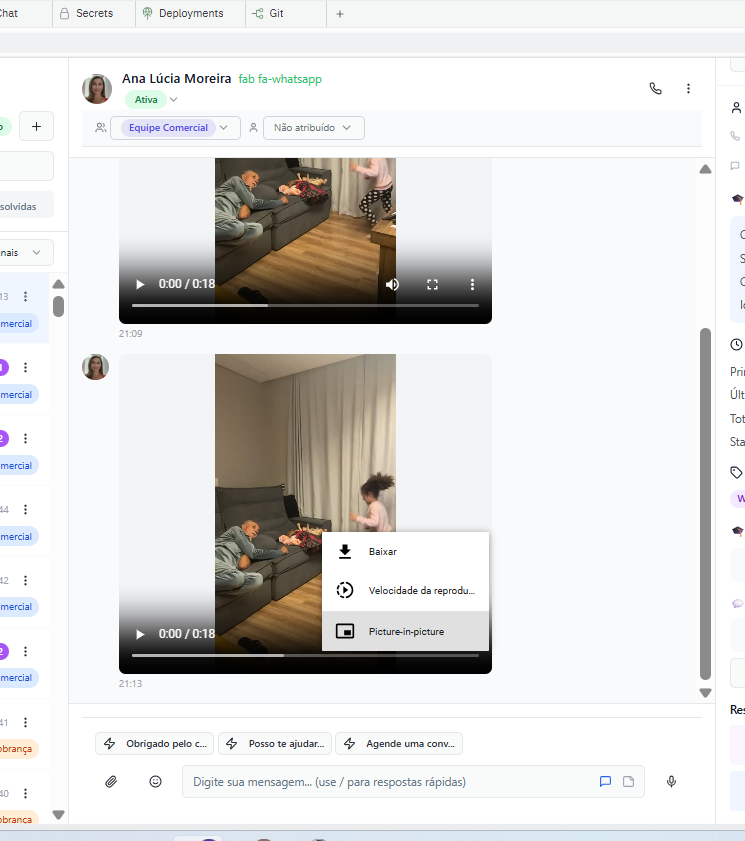 Chat
Secrets
Deployments
Git
Ana Lúcia Moreira fab fa-whatsapp
Ativa
Equipe Comercial
Não atribuído
0:00 / 0:18
21:09
0:00 / 0:18
Baixar
Velocidade da reprodu...
Picture-in-picture
21:13
Obrigado pelo c...
Posso te ajudar...
Agende uma conv...
Digite sua mensagem... (use / para respostas rápidas)
solvidas
nais
13
mercial
mercial
2
mercial
44
mercial
42
mercial
2
mercial
41
obrança
40
obrança
Pri
Últ
Tot
Sta
W
Res